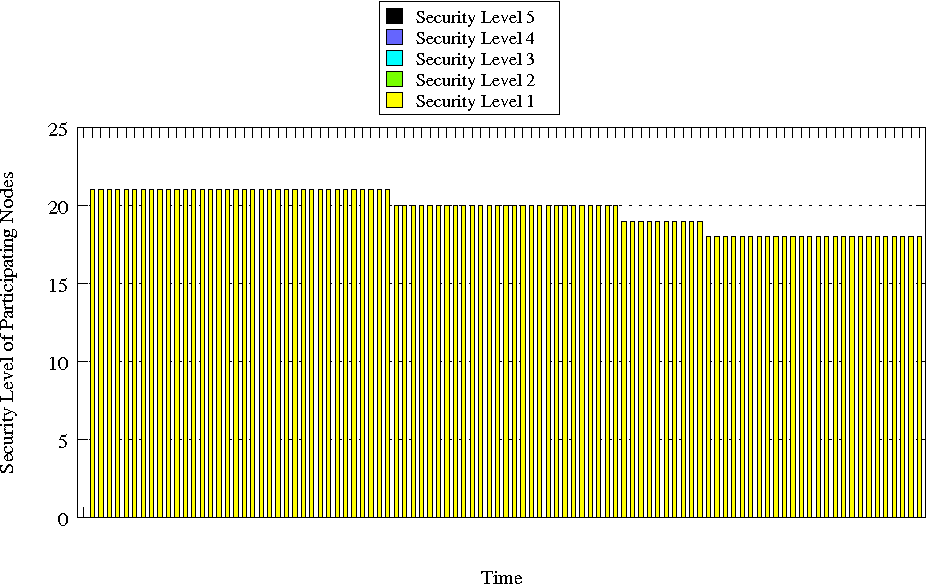 Security Level 5
Security Level 4
Security Level 3
Security Level 2
Security Level 1
25
20
15
10
5
0
Security Level of Participating Nodes
Time